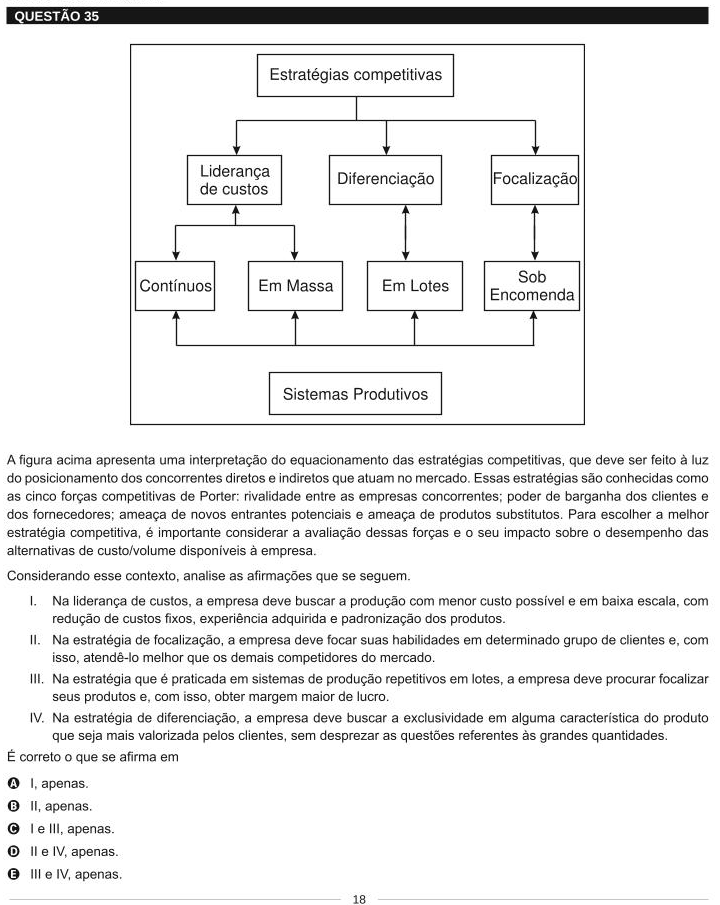 QUESTÃO 35
Estratégias competitivas
Liderança
de custos
Diferenciação
Focalização
Contínuos
Em Massa
Em Lotes
Sob
Encomenda
Sistemas Produtivos
A figura acima apresenta uma interpretação do equacionamento das estratégias competitivas, que deve ser feito à luz
do posicionamento dos concorrentes diretos e indiretos que atuam no mercado. Essas estratégias são conhecidas como
as cinco forças competitivas de Porter: rivalidade entre as empresas concorrentes; poder de barganha dos clientes e
dos fornecedores; ameaça de novos entrantes potenciais e ameaça de produtos substitutos. Para escolher a melhor
estratégia competitiva, é importante considerar a avaliação dessas forças e o seu impacto sobre o desempenho das
alternativas de custo/volume disponíveis à empresa.
Considerando esse contexto, analise as afirmações que se seguem.
I. Na liderança de custos, a empresa deve buscar a produção com menor custo possível e em baixa escala, com
redução de custos fixos, experiência adquirida e padronização dos produtos.
II. Na estratégia de focalização, a empresa deve focar suas habilidades em determinado grupo de clientes e, com
isso, atendê-lo melhor que os demais competidores do mercado.
III. Na estratégia que é praticada em sistemas de produção repetitivos em lotes, a empresa deve procurar focalizar
seus produtos e, com isso, obter margem maior de lucro.
IV. Na estratégia de diferenciação, a empresa deve buscar a exclusividade em alguma característica do produto
que seja mais valorizada pelos clientes, sem desprezar as questões referentes às grandes quantidades.
É correto o que se afirma em
A I, apenas.
B II, apenas.
C I e III, apenas.
D II e IV, apenas.
E III e IV, apenas.
18